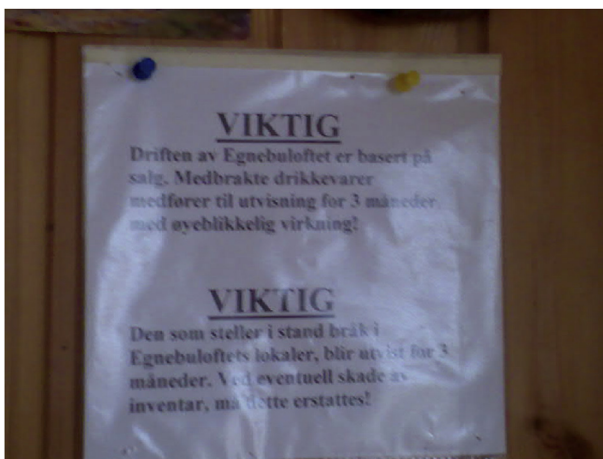 VIKTIG
Driften av Egnebuloftet er basert på
salg. Medbrakte drikkevarer
medfører til utvisning for 3 måneder
med øyeblikkelig virkning!
VIKTIG
Den som steller i stand bråk i
Egnebuloftets lokaler, blir utvist for 3
måneder. Ved eventuell skade av
inventar, må dette erstattes!